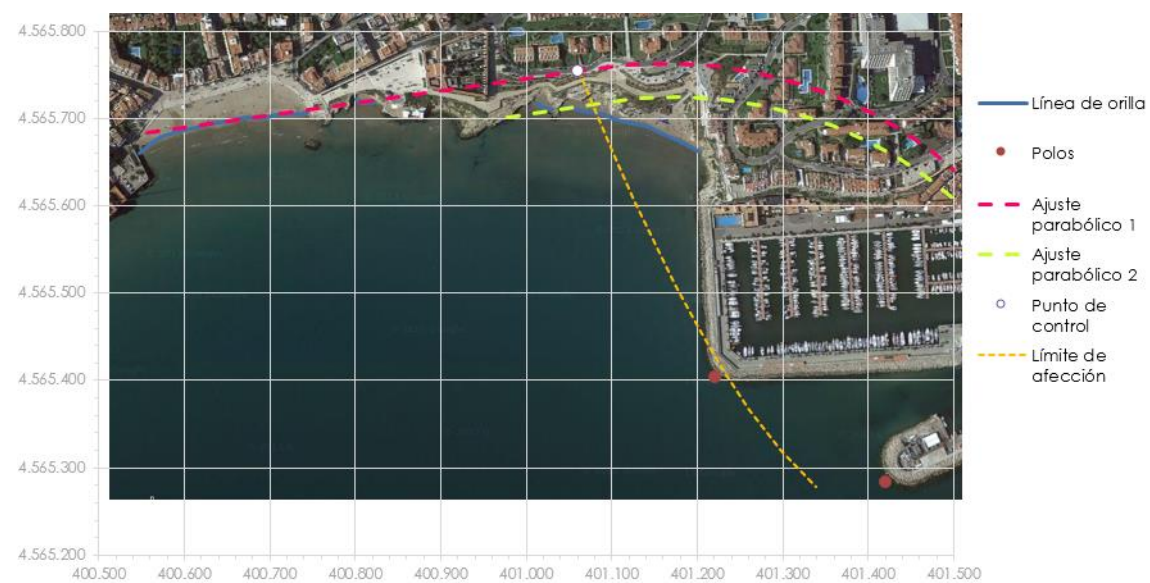 4.565.800
4.565.700
4.565.600
4.565.500
4.565.400
4.565.300
4.565.200
400.500 400.600 400.700 400.800 400.900 401.000 401.100 401.200 401.300 401.400 401.500
Línea de orilla
Polos
Ajuste
parabólico 1
Ajuste
parabólico 2
Punto de
control
Límite de
afección